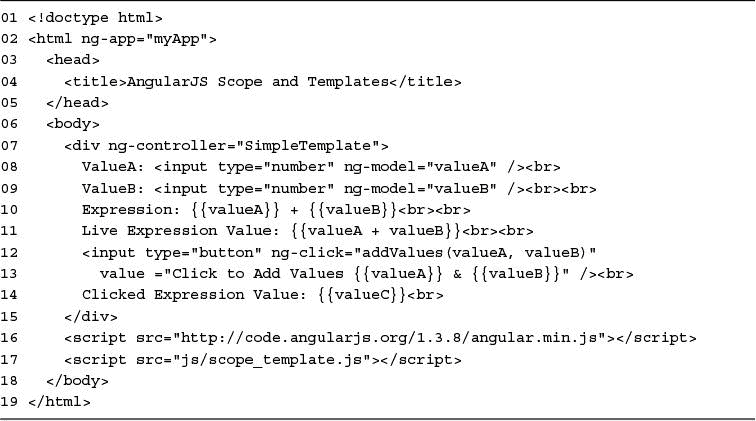 01 <!doctype html>
02 <html ng-app="myApp">
03   <head>
04     <title>AngularJS Scope and Templates</title>
05   </head>
06   <body>
07     <div ng-controller="SimpleTemplate">
08       ValueA: <input type="number" ng-model="valueA" /><br>
09       ValueB: <input type="number" ng-model="valueB" /><br><br>
10       Expression: {{valueA}} + {{valueB}}<br><br>
11       Live Expression Value: {{valueA + valueB}}<br><br>
12       <input type="button" ng-click="addValues(valueA, valueB)"
13         value ="Click to Add Values {{valueA}} & {{valueB}}" /><br>
14       Clicked Expression Value: {{valueC}}<br>
15     </div>
16     <script src="http://code.angularjs.org/1.3.8/angular.min.js"></script>
17     <script src="js/scope_template.js"></script>
18   </body>
19 </html>